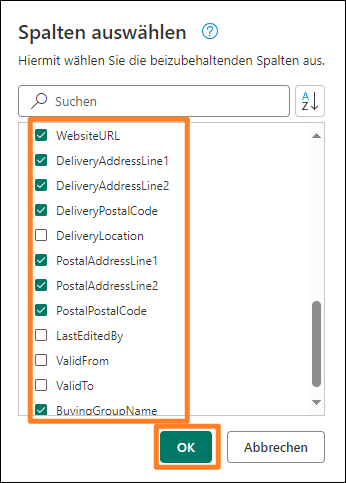 Spalten auswählen
Hiermit wählen Sie die beizubehaltenden Spalten aus.
Suchen
A
Z
WebsiteURL
DeliveryAddressLine1
DeliveryAddressLine2
DeliveryPostalCode
DeliveryLocation
PostalAddressLine1
PostalAddressLine2
PostalPostalCode
LastEditedBy
ValidFrom
ValidTo
BuyingGroupName
OK
Abbrechen